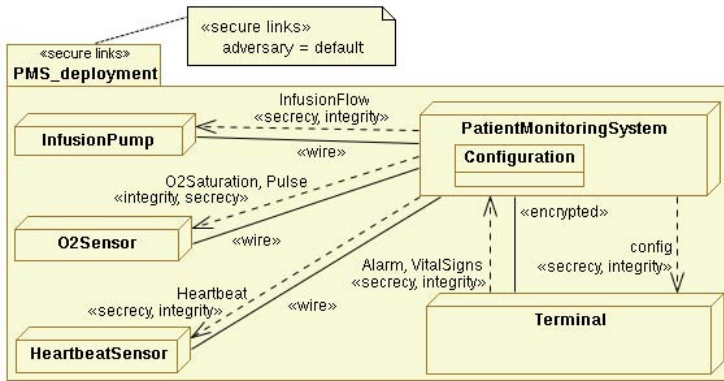 «secure links»
adversary = default
«secure links»
PMS_deployment
InfusionFlow
«secrecy, integrity»
InfusionPump
PatientMonitoringSystem
«wire»
Configuration
O2Saturation, Pulse
«integrity, secrecy»
O2Sensor
«wire»
«encrypted»
config
«secrecy, integrity»
Alarm, VitalSigns
«secrecy, integrity»
Heartbeat
«secrecy, integrity»
«wire»
HeartbeatSensor
Terminal